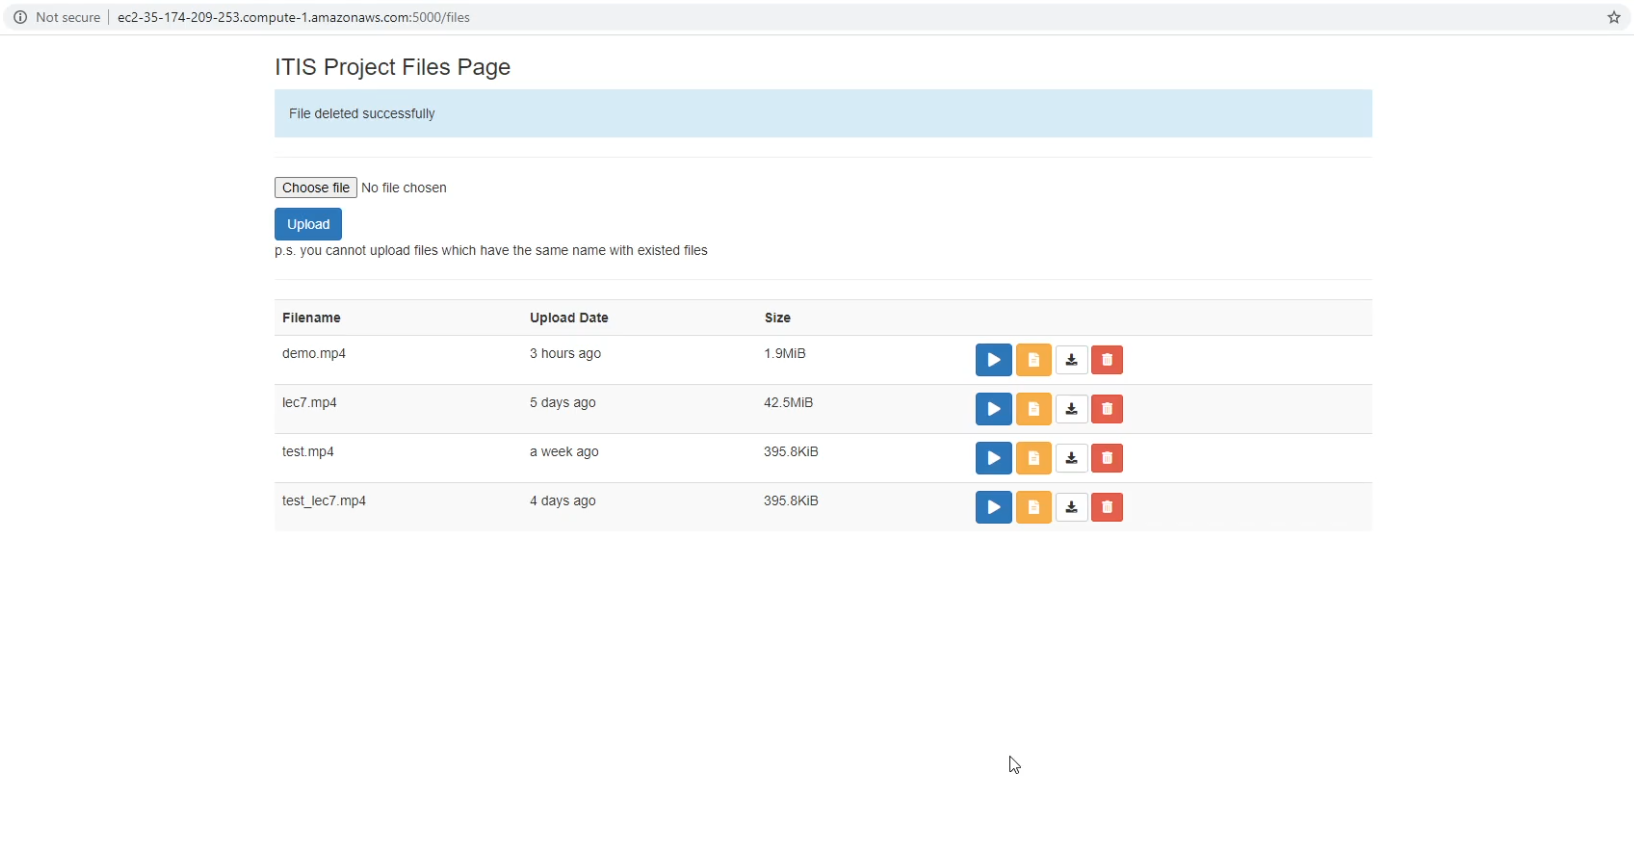 Not secure ec2-35-174-209-253.compute-1.amazonaws.com:5000/files
ITIS Project Files Page
File deleted successfully
Choose file No file chosen
Upload
p.s. you cannot upload files which have the same name with existed files
Filename Upload Date Size
demo.mp4 3 hours ago 1.9MiB
lec7.mp4 5 days ago 42.5MiB
test.mp4 a week ago 395.8KiB
test_lec7.mp4 4 days ago 395.8KiB